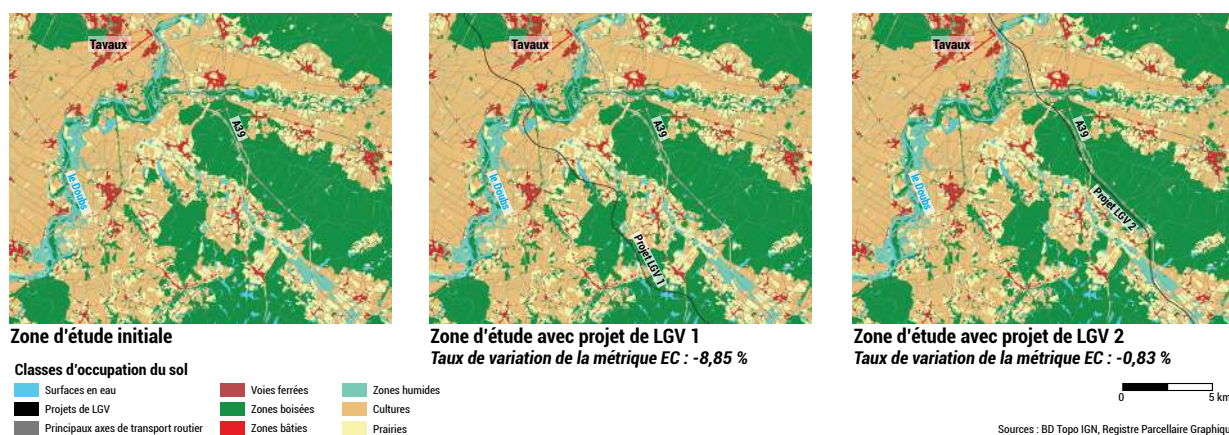 Tavaux
A39
le Doubs
Zone d'étude initiale
Tavaux
A39
le Doubs
Projet LGV 1
Zone d'étude avec projet de LGV 1
Taux de variation de la métrique EC : -8,85 %
Tavaux
A39
le Doubs
Projet LGV 2
Zone d'étude avec projet de LGV 2
Taux de variation de la métrique EC : -0,83 %
Classes d'occupation du sol
Surfaces en eau
Projets de LGV
Principaux axes de transport routier
Voies ferrées
Zones boisées
Zones bâties
Zones humides
Cultures
Prairies
0 5 km
Sources : BD Topo IGN, Registre Parcellaire Graphique